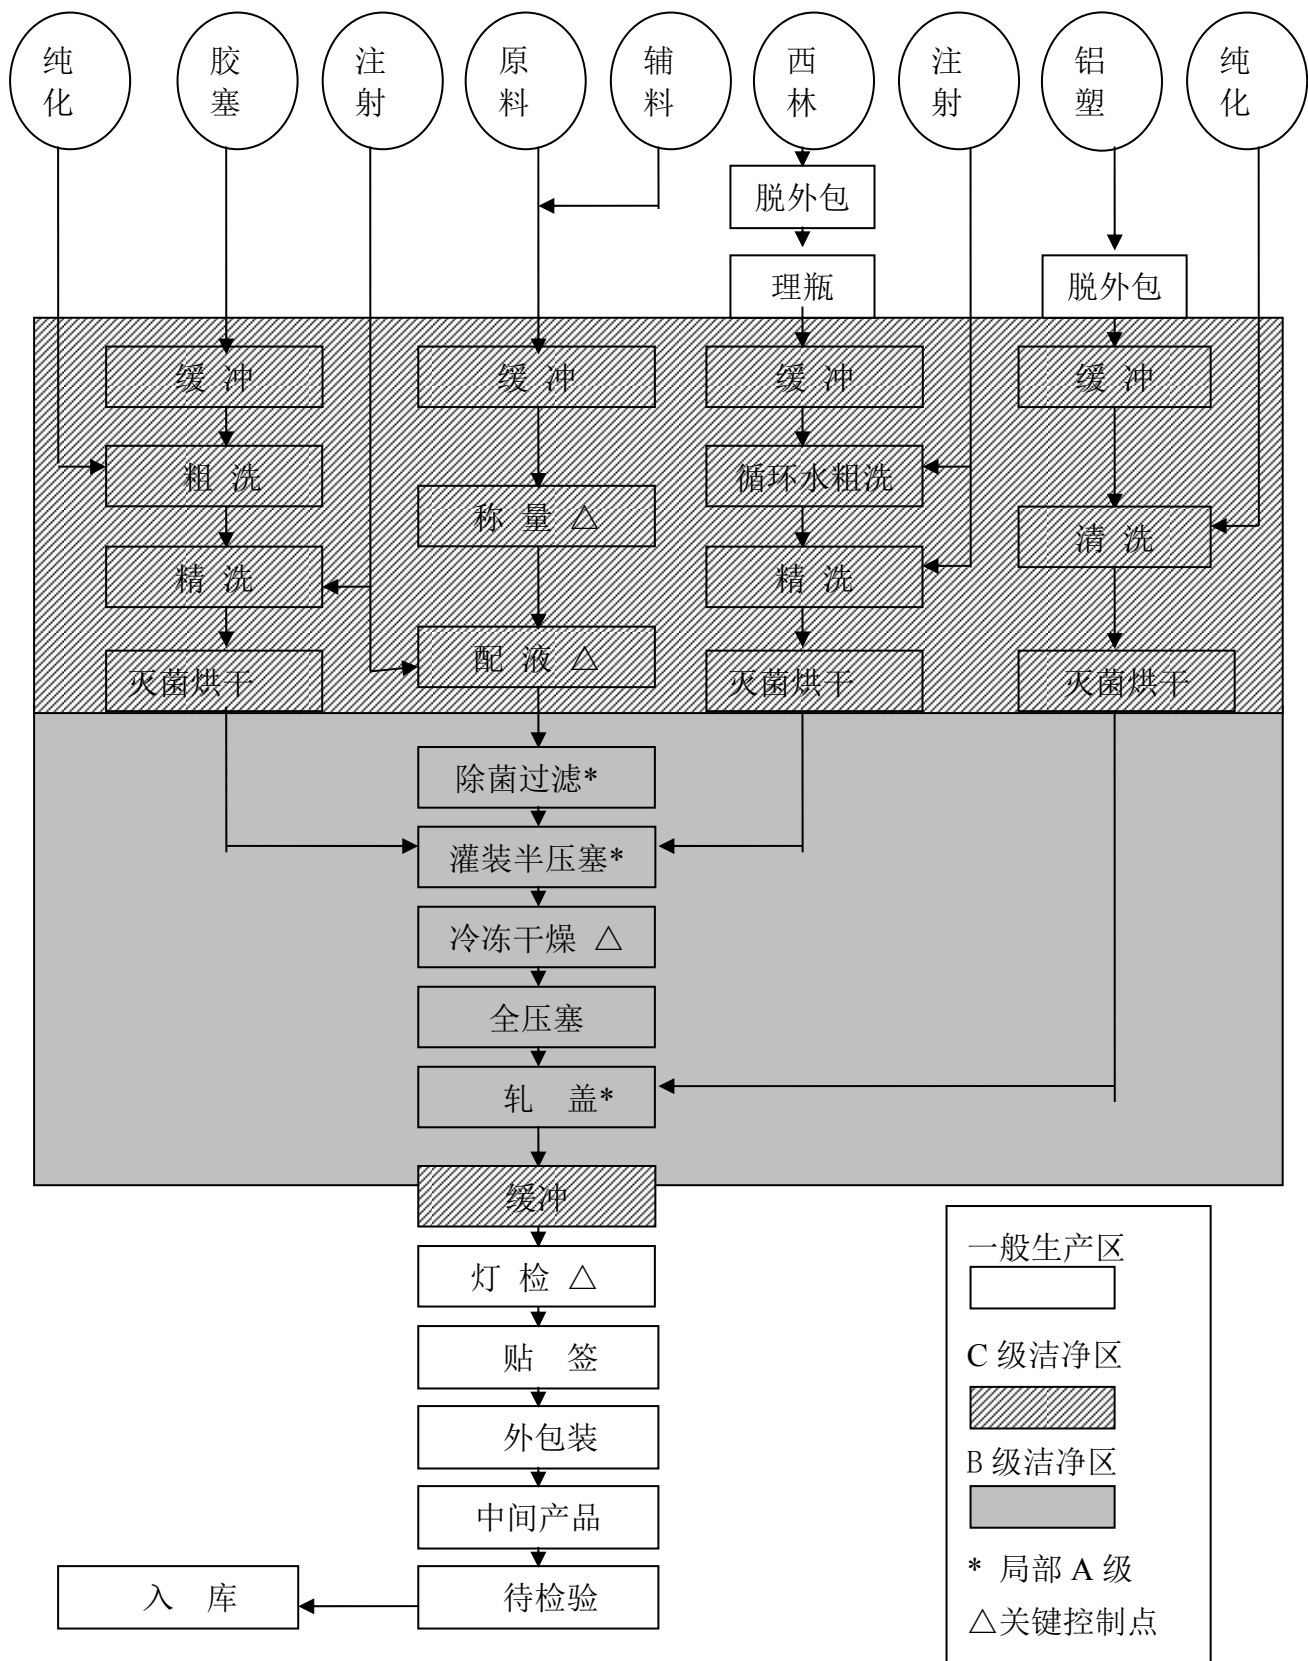 纯化
胶塞
注射
原料
辅料
西林
注射
铝塑
纯化
脱外包
理瓶
脱外包
缓 冲
缓 冲
缓 冲
缓 冲
粗 洗
循环水粗洗
称 量 △
清 洗
精 洗
精 洗
配 液 △
灭菌烘干
灭菌烘干
灭菌烘干
除菌过滤*
灌装半压塞*
冷冻干燥 △
全压塞
轧 盖*
缓冲
灯 检 △
贴 签
外包装
中间产品
入 库
待检验
一般生产区
C 级洁净区
B 级洁净区
* 局部 A 级
△关键控制点